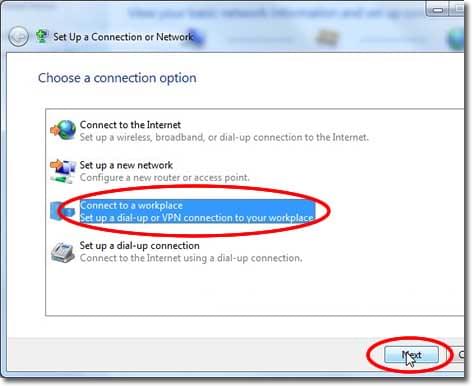 View your basic network information and set up
Set Up a Connection or Network
Choose a connection option
Connect to the Internet
Set up a wireless, broadband, or dial-up connection to the Internet.
Set up a new network
Configure a new router or access point.
Connect to a workplace
Set up a dial-up or VPN connection to your workplace.
Set up a dial-up connection
Connect to the Internet using a dial-up connection.
Next